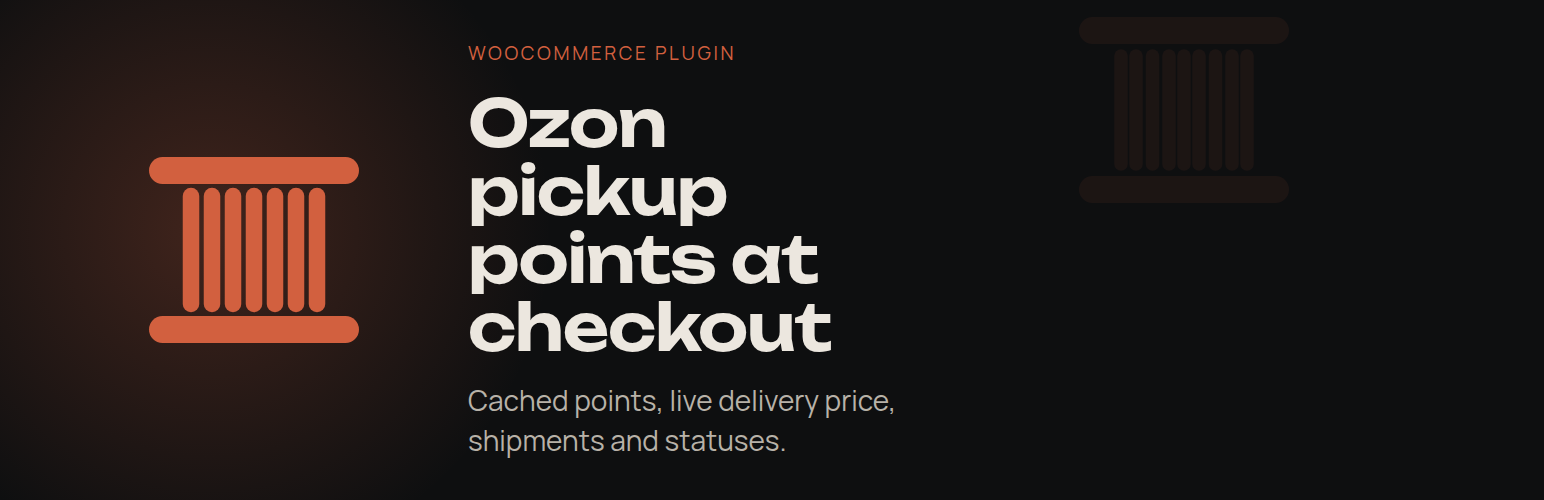 WOOCOMMERCE PLUGIN
Ozon
pickup
points at
checkout
Cached points, live delivery price,
shipments and statuses.